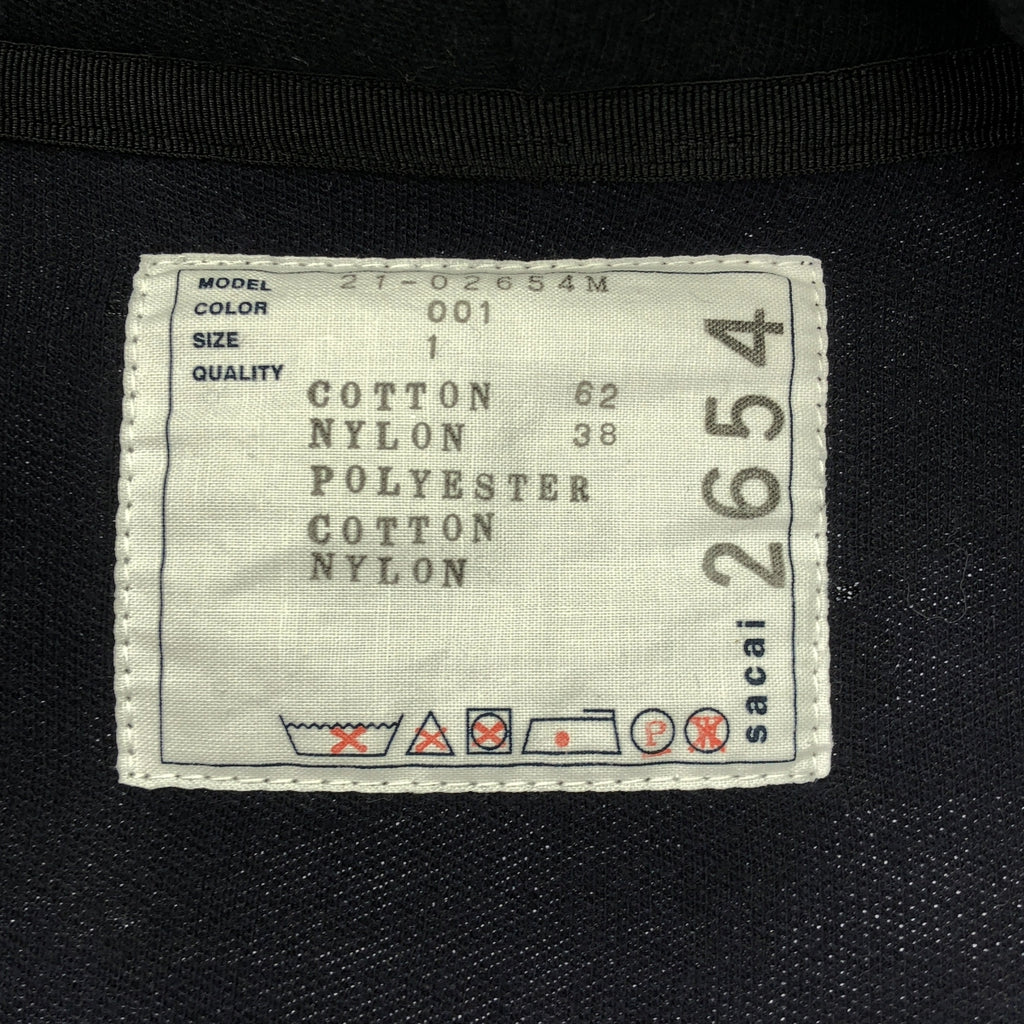 MODEL 21-02654M
COLOR 001
SIZE 1
QUALITY
COTTON 62
NYLON 38
POLYESTER
COTTON
NYLON
P
W
sacai 2654